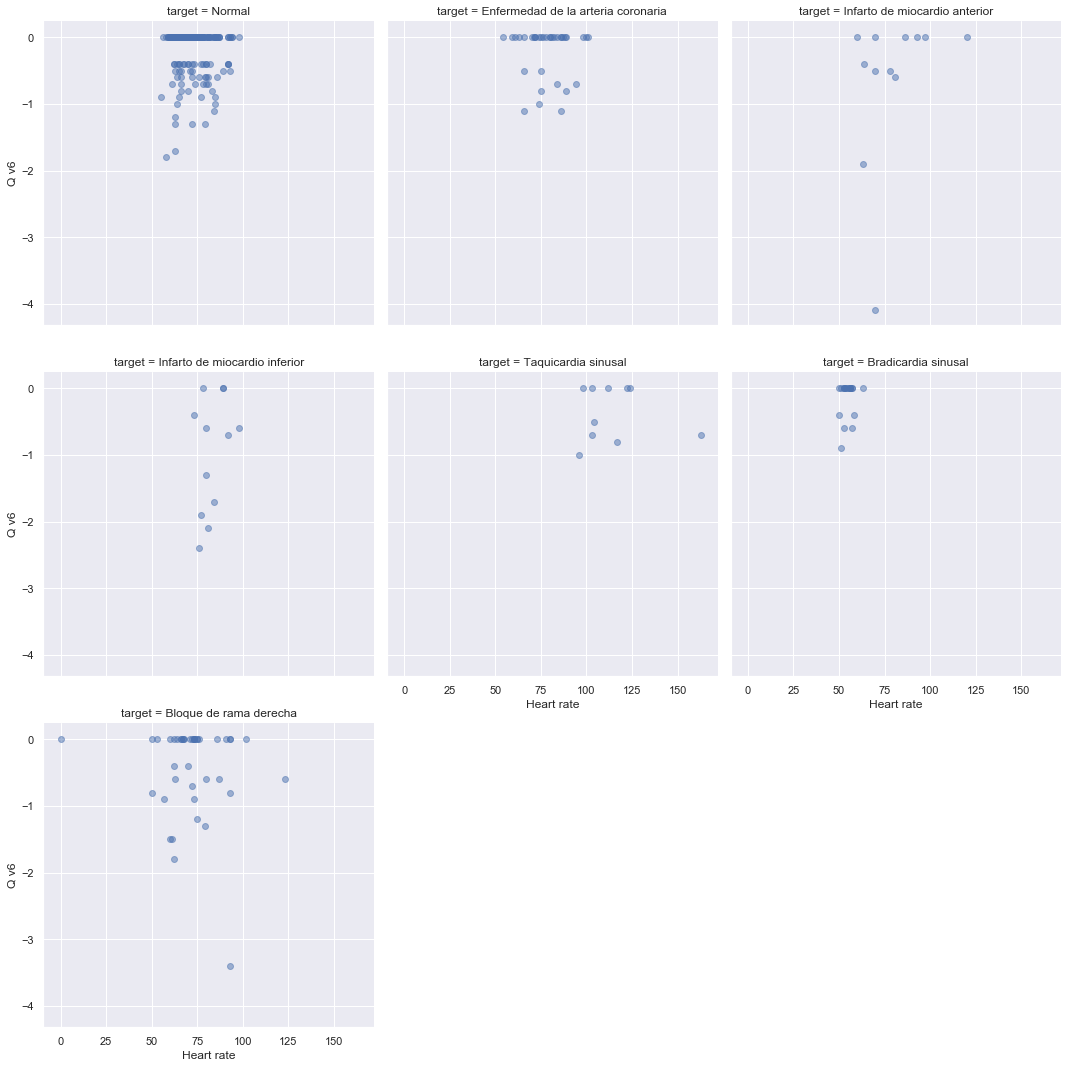 target = Normal
target = Enfermedad de la arteria coronaria
target = Infarto de miocardio anterior
0
−1
−2
−3
−4
Q v6
target = Infarto de miocardio inferior
target = Taquicardia sinusal
target = Bradicardia sinusal
0
−1
−2
−3
−4
Q v6
0 25 50 75 100 125 150
0 25 50 75 100 125 150
Heart rate
Heart rate
target = Bloque de rama derecha
0
−1
−2
−3
−4
Q v6
0 25 50 75 100 125 150
Heart rate